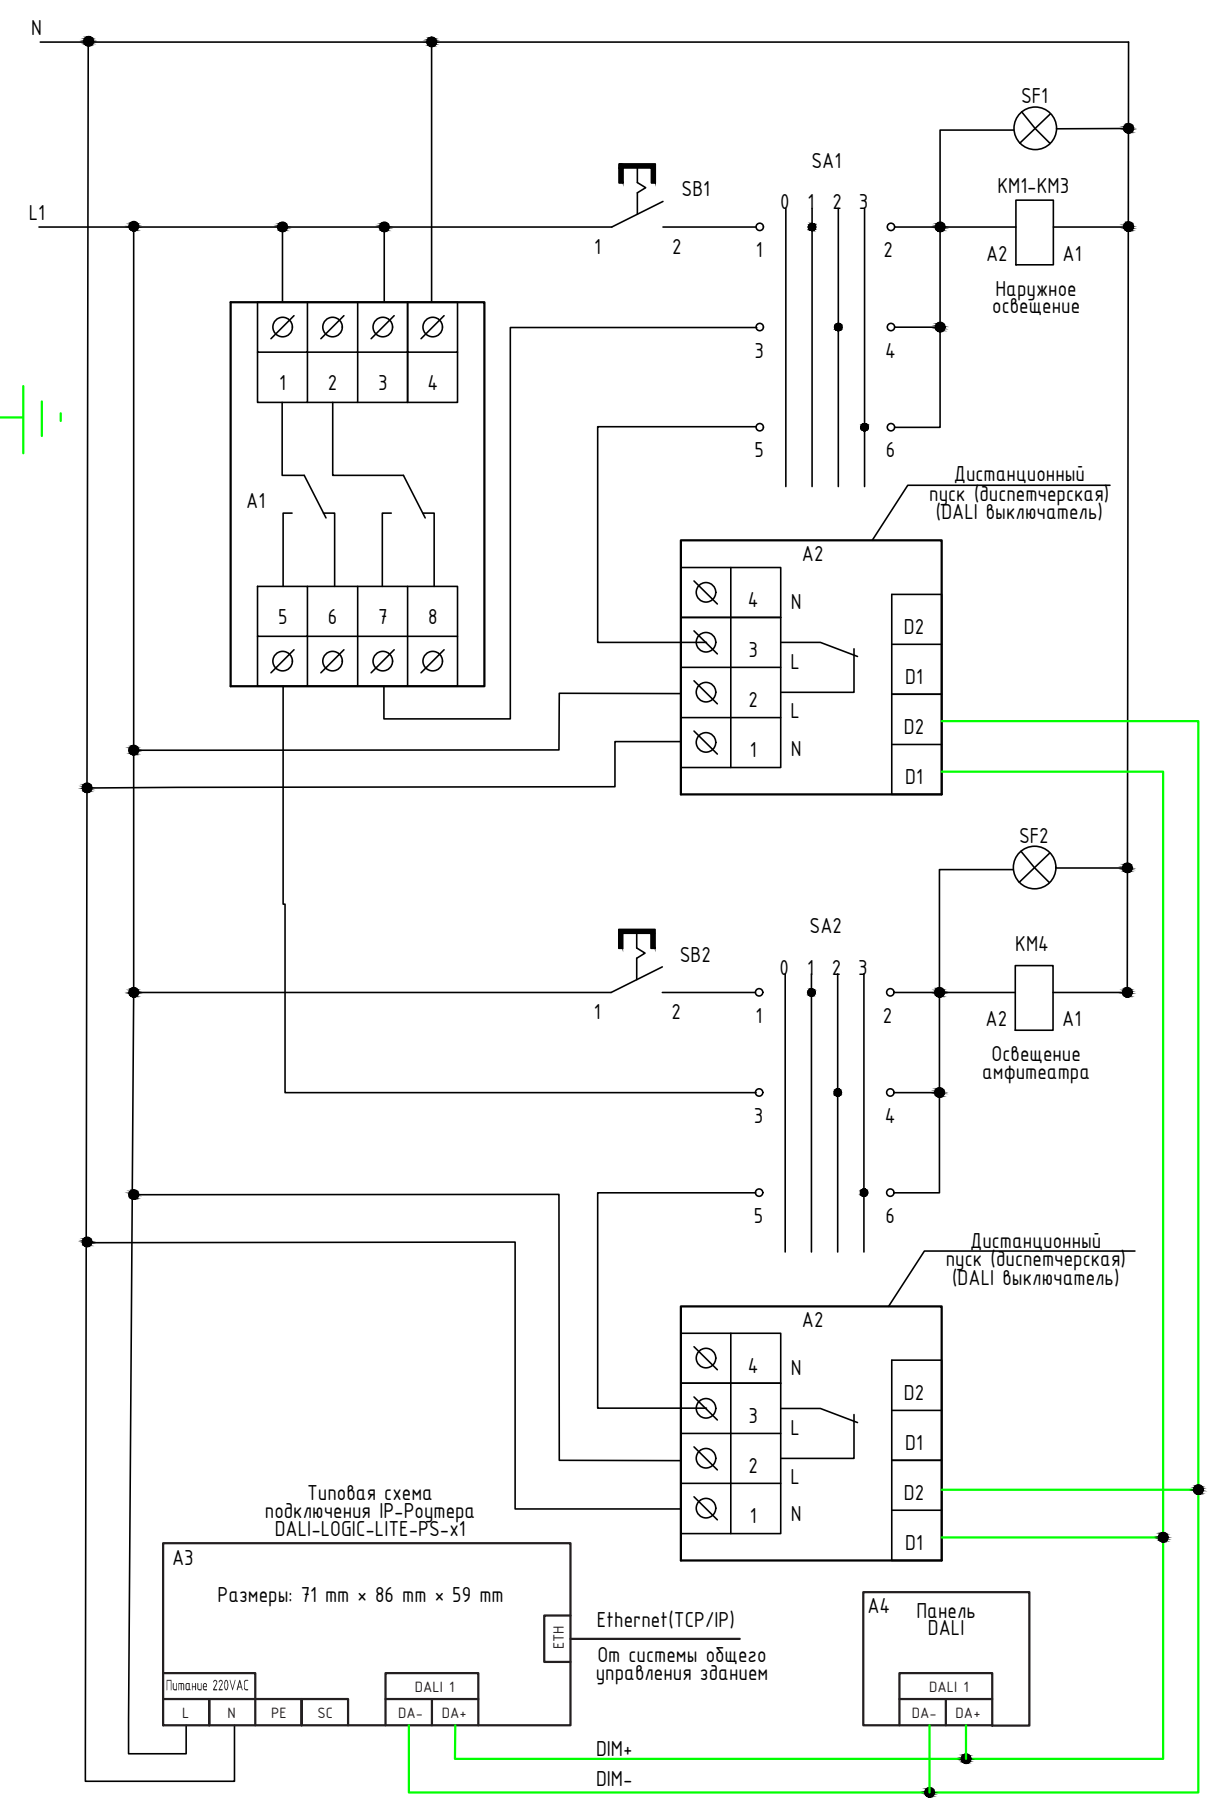 N
SF1
SA1
KM1-KM3
SB1
0 1 2 3
L1
1 2 1 2 A2 A1
Наружное
освещение
3 4
1 2 3 4
5 6
A1
Дистанционный
пуск (диспетчерская)
(DALI выключатель)
A2
4 N
D2
5 6 7 8
3
L
D1
2
L
D2
1 N
D1
SF2
SA2
KM4
SB2
0 1 2 3
1 2 1 2 A2 A1
Освещение
амфитеатра
3 4
5 6
Дистанционный
пуск (диспетчерская)
(DALI выключатель)
A2
4 N
D2
3
L
D1
2
L
D2
1 N
D1
Типовая схема
подключения IP-Роутера
DALI-LOGIC-LITE-PS-x1
A3
Размеры: 71 mm × 86 mm × 59 mm
ETH
Ethernet(TCP/IP)
От системы общего
управления зданием
Питание 220VAC
L N PE SC
DALI 1
DA- DA+
A4
Панель
DALI
DALI 1
DA- DA+
DIM+
DIM-